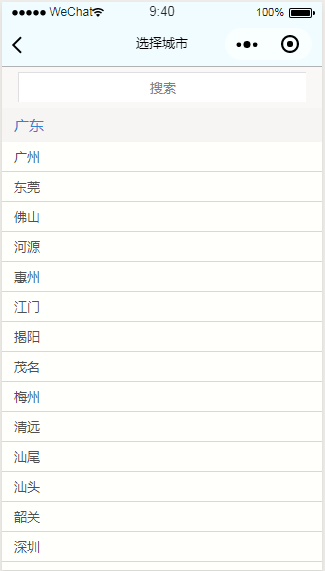 ●●●●● WeChat 9:40 100%
选择城市
搜索
广东
广州
东莞
佛山
河源
惠州
江门
揭阳
茂名
梅州
清远
汕尾
汕头
韶关
深圳